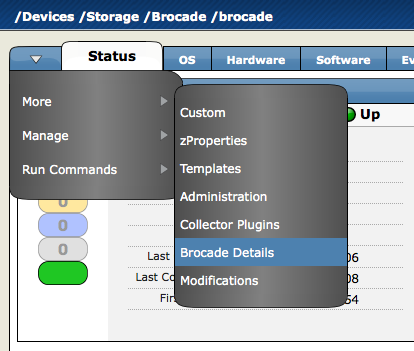 /Devices /Storage /Brocade /brocade
Status OS Hardware Software
More
Manage
Run Commands
Custom
zProperties
Templates
Administration
Collector Plugins
Brocade Details
Modifications
Up
0
0
0
Last 06
Last Co 08
Fin 54